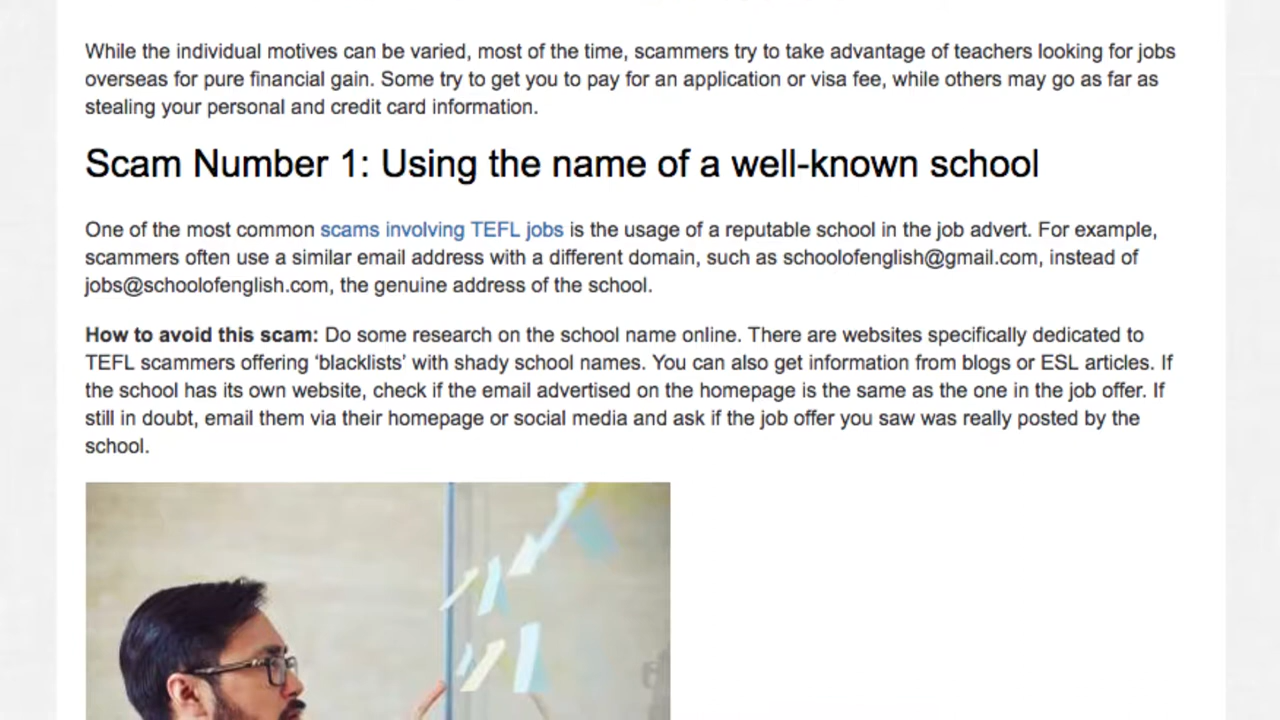 While the individual motives can be varied, most of the time, scammers try to take advantage of teachers looking for jobs
overseas for pure financial gain. Some try to get you to pay for an application or visa fee, while others may go as far as
stealing your personal and credit card information.
Scam Number 1: Using the name of a well-known school
One of the most common scams involving TEFL jobs is the usage of a reputable school in the job advert. For example,
scammers often use a similar email address with a different domain, such as schoolofenglish@gmail.com, instead of
jobs@schoolofenglish.com, the genuine address of the school.
How to avoid this scam: Do some research on the school name online. There are websites specifically dedicated to
TEFL scammers offering ‘blacklists’ with shady school names. You can also get information from blogs or ESL articles. If
the school has its own website, check if the email advertised on the homepage is the same as the one in the job offer. If
still in doubt, email them via their homepage or social media and ask if the job offer you saw was really posted by the
school.